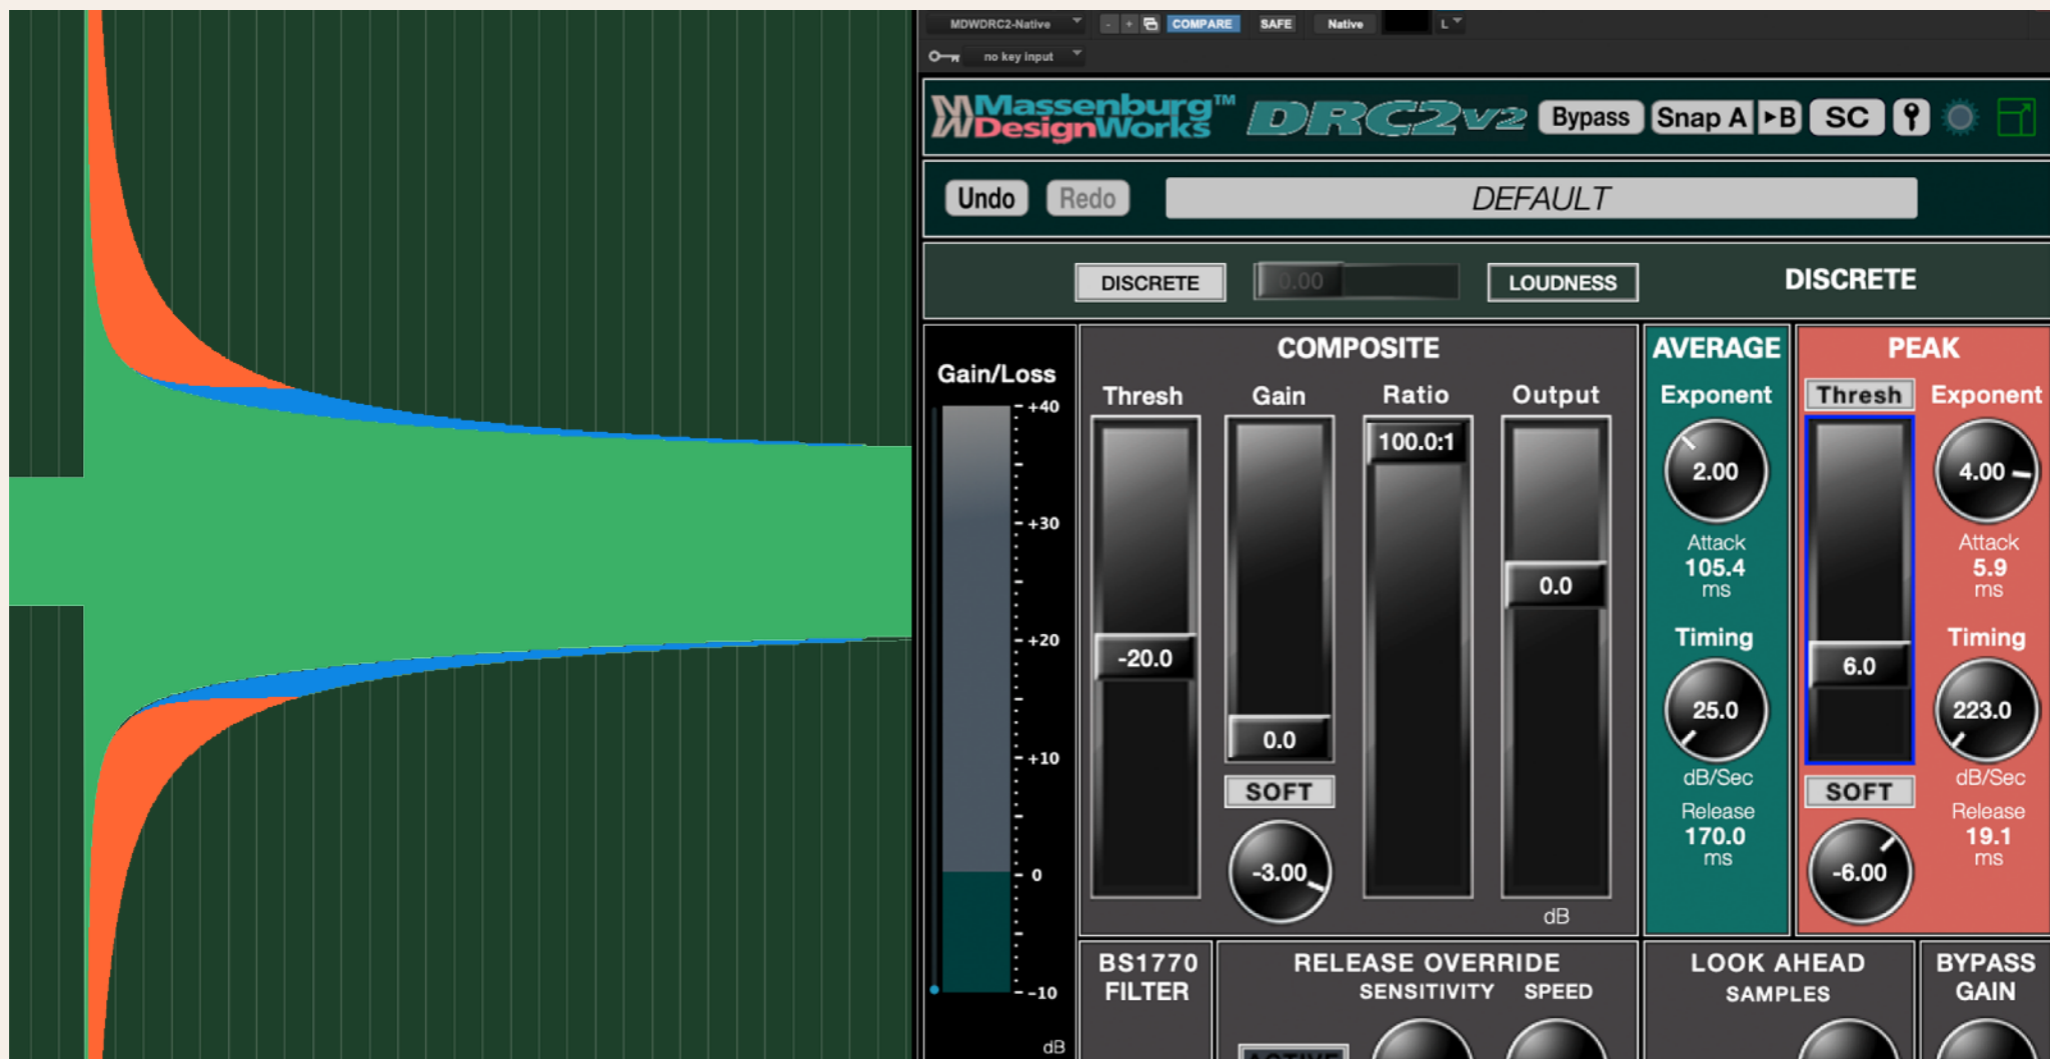 MDWDRC2-Native - + COMPARE SAFE Native L
no key input
Massenburg™
DesignWorks
DRC2v2 Bypass Snap A ▸B SC
Undo Redo DEFAULT
DISCRETE 0.00 LOUDNESS DISCRETE
Gain/Loss
+40
+30
+20
+10
0
-10
dB
COMPOSITE
Thresh Gain Ratio Output
-20.0
0.0
100.0:1
0.0
SOFT
-3.00
dB
AVERAGE
Exponent
2.00
Attack
105.4
ms
Timing
25.0
dB/Sec
Release
170.0
ms
PEAK
Thresh Exponent
6.0
4.00
Attack
5.9
ms
Timing
223.0
dB/Sec
SOFT
Release
19.1
ms
-6.00
BS1770
FILTER
RELEASE OVERRIDE
SENSITIVITY SPEED
ACTIVE
LOOK AHEAD
SAMPLES
BYPASS
GAIN